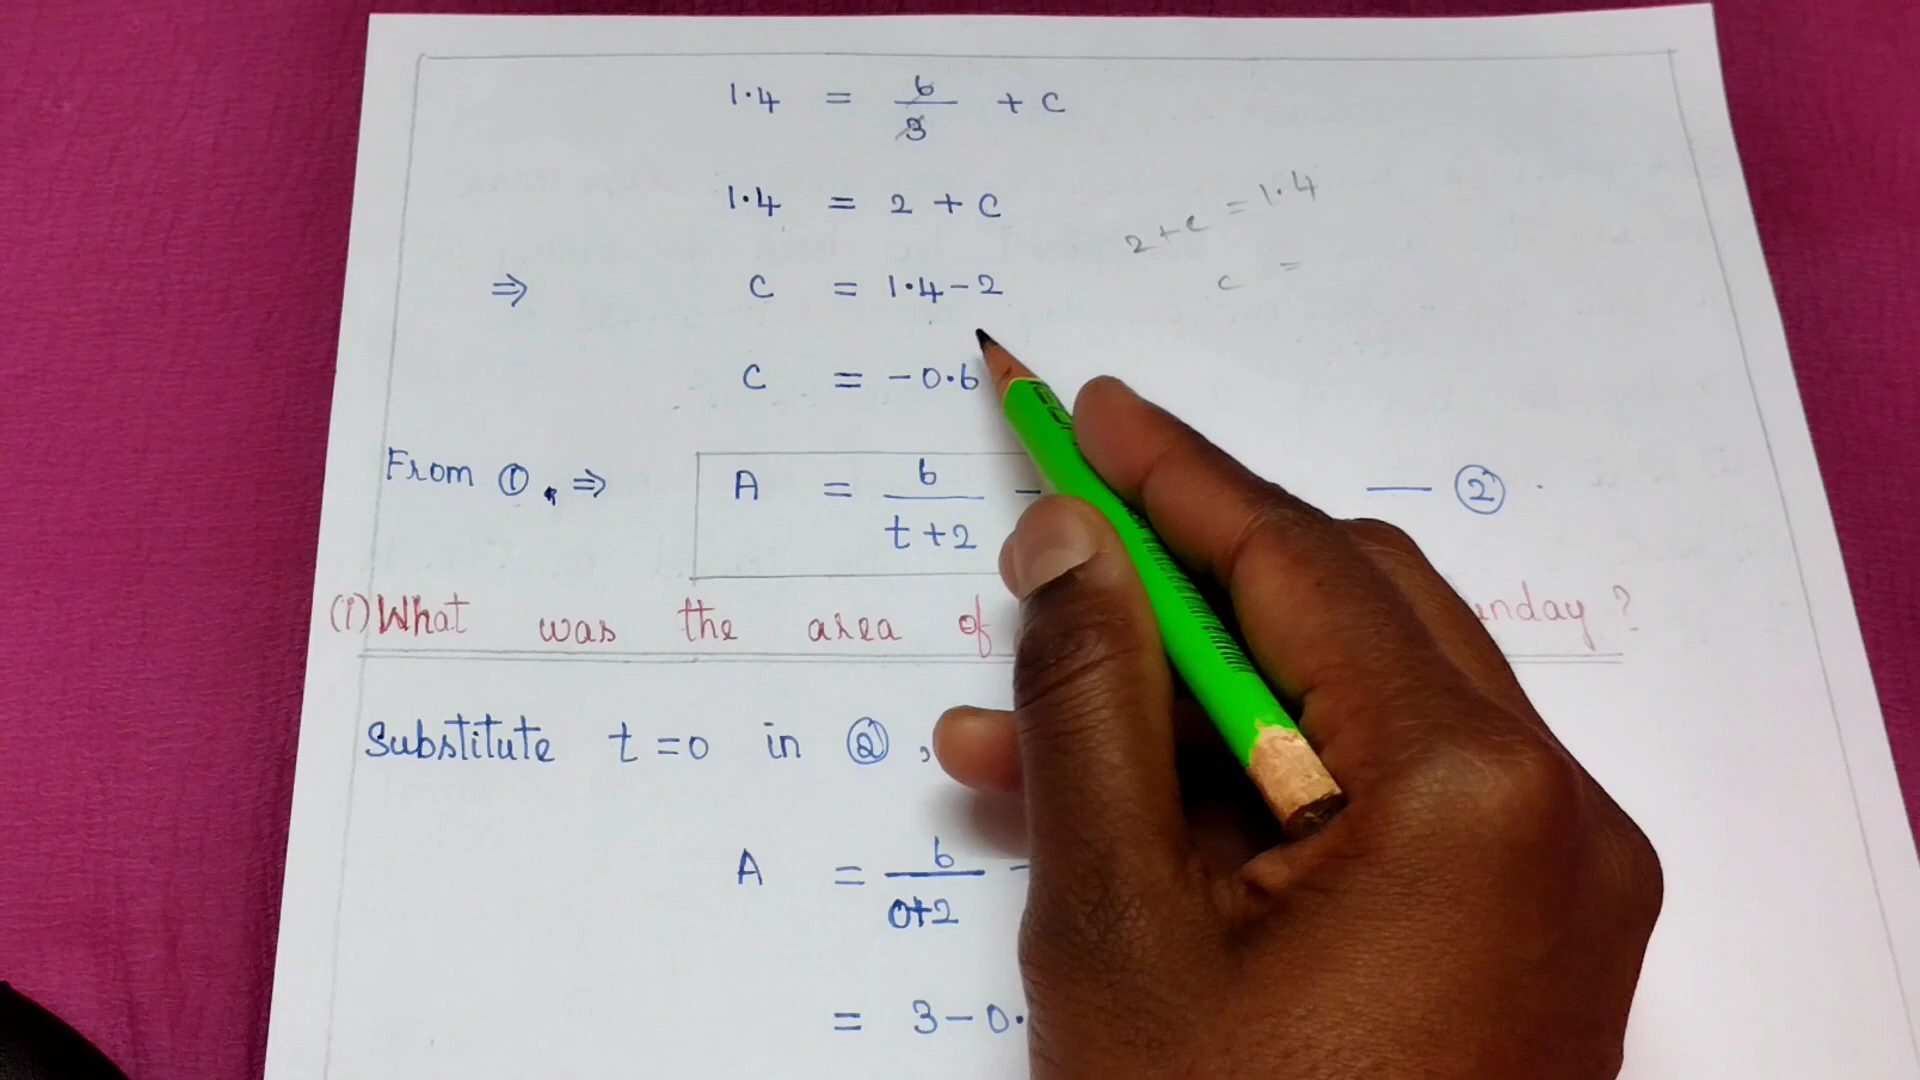 1.4 = 6/3 + C
1.4 = 2 + C
2+c = 1.4
c =
⇒ C = 1.4 - 2
C = -0.6
From ①, ⇒ A = 6/(t+2) - — ②
(i) What was the area of unday?
Substitute t = 0 in ②,
A = 6/(0+2) -
= 3 - 0.